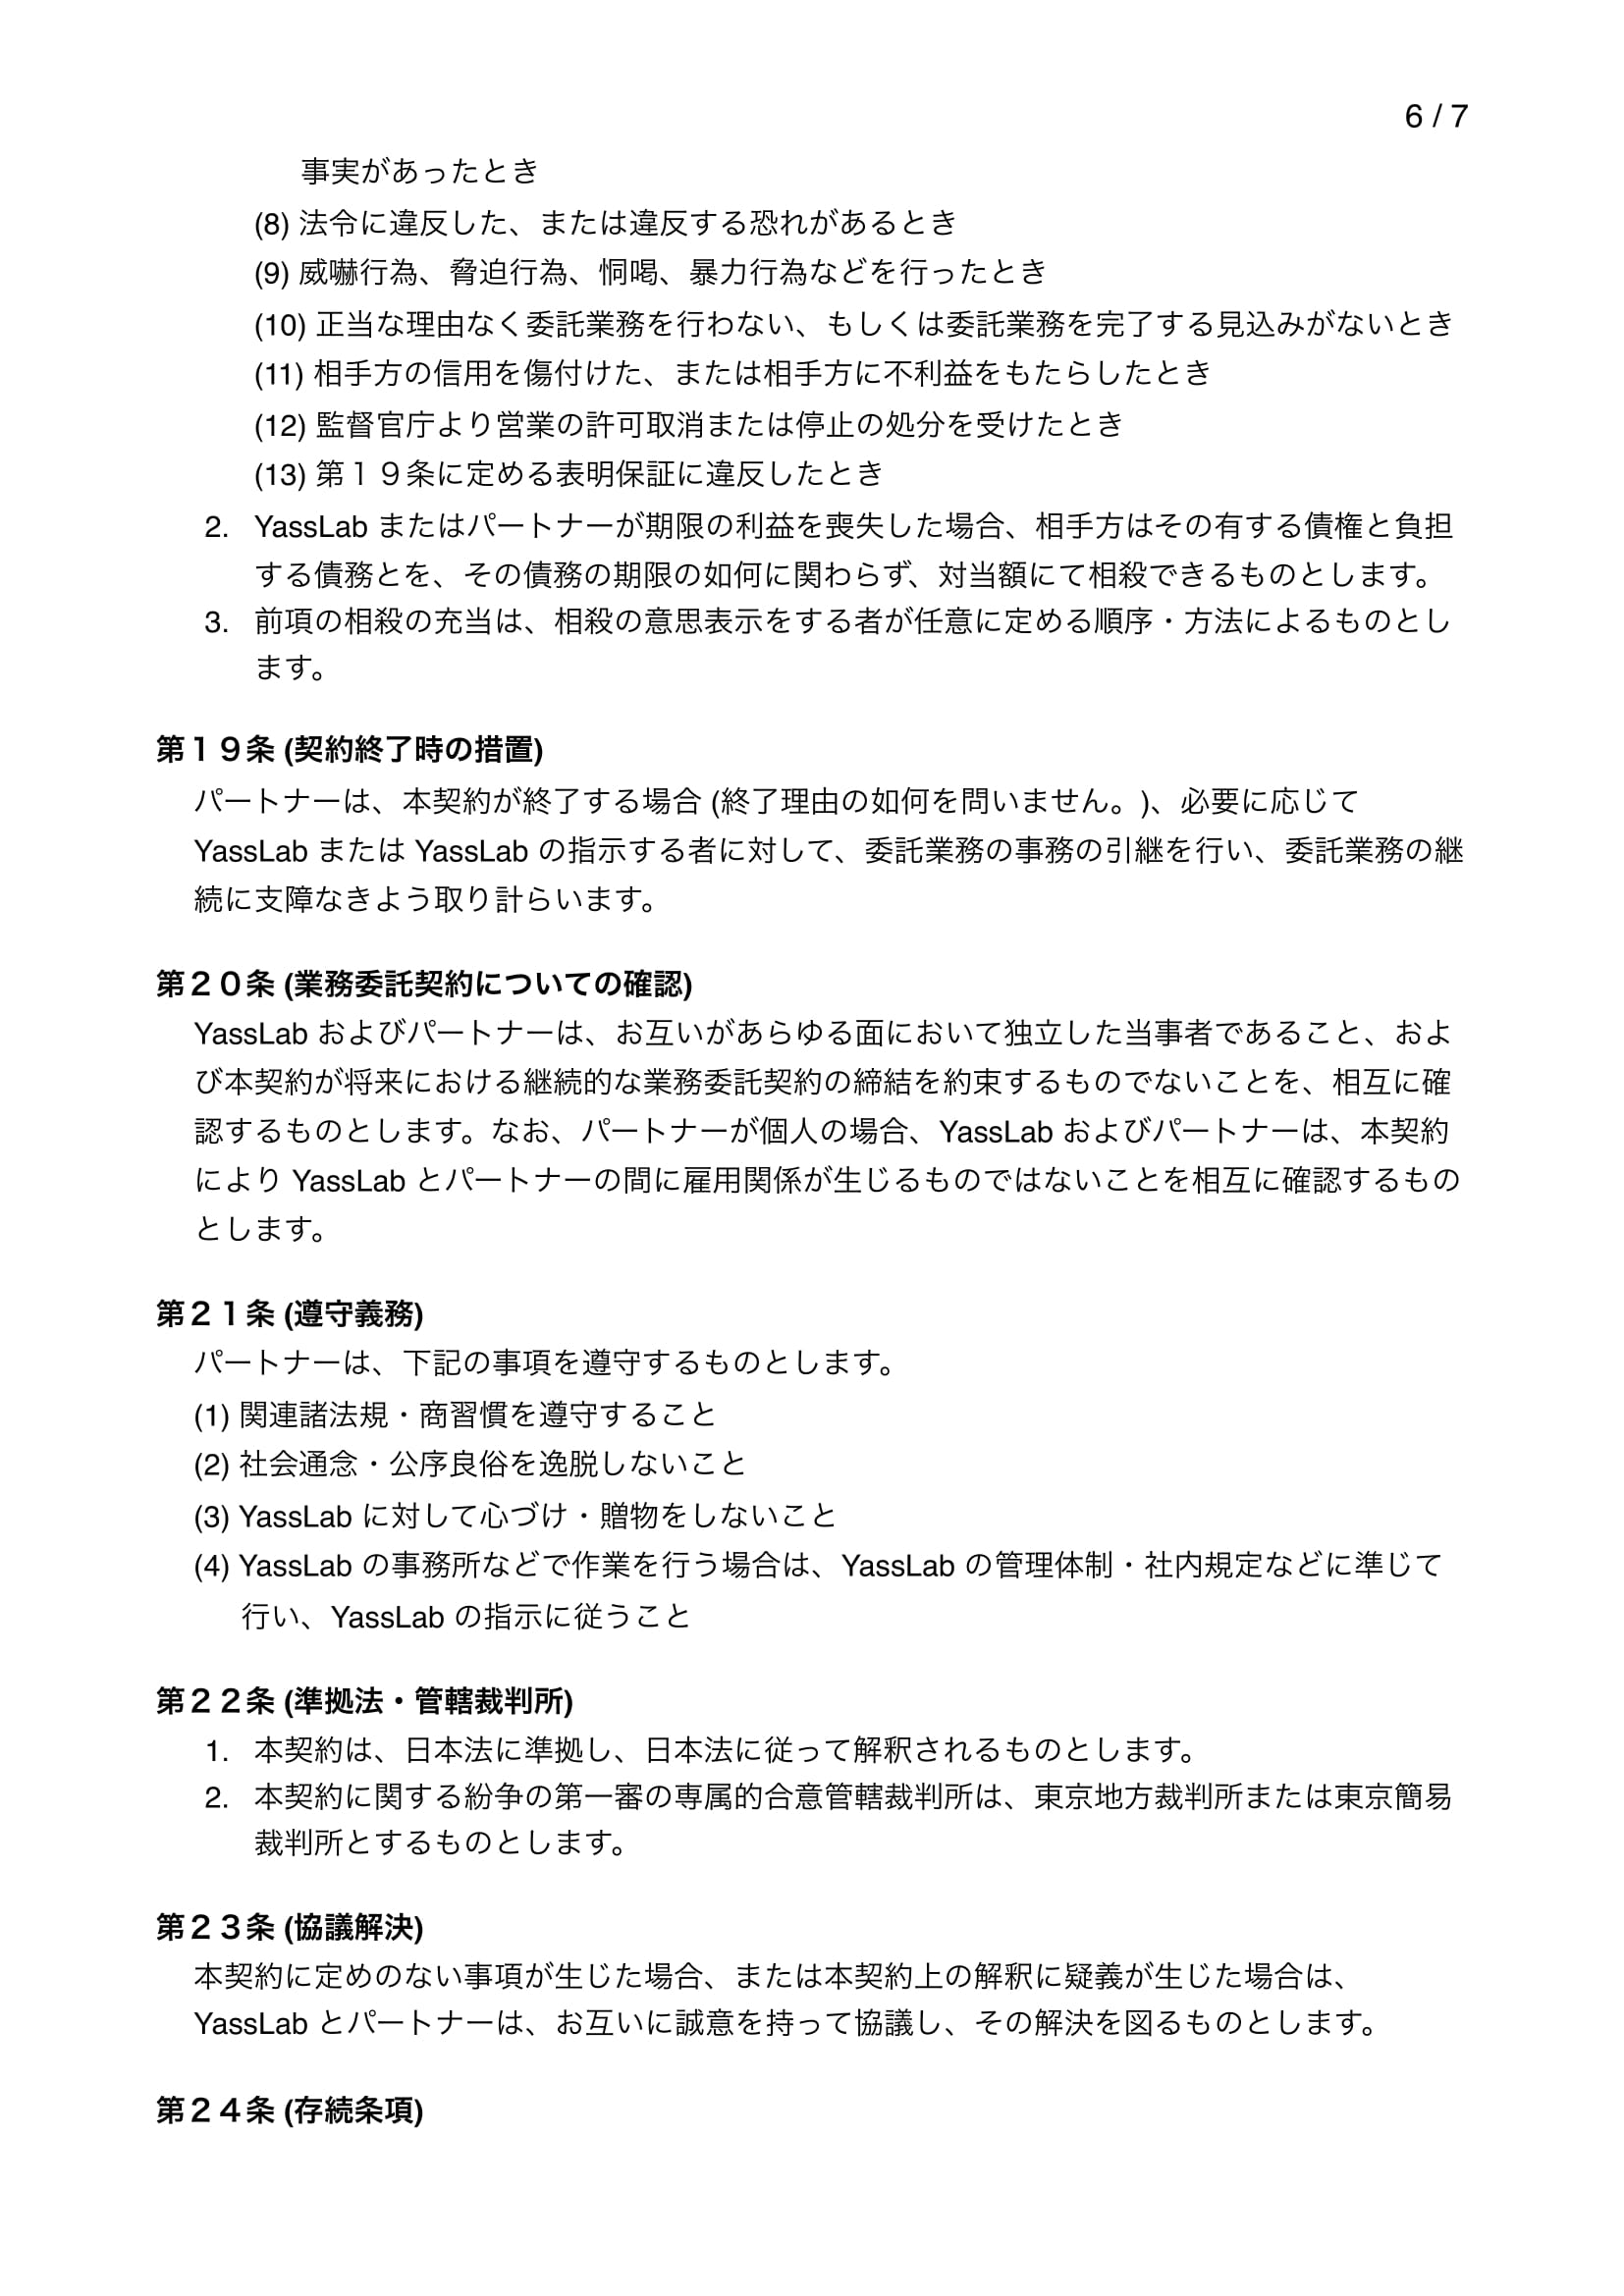 6 / 7
事実があったとき
(8) 法令に違反した、または違反する恐れがあるとき
(9) 威嚇行為、脅迫行為、恫喝、暴力行為などを行ったとき
(10) 正当な理由なく委託業務を行わない、もしくは委託業務を完了する見込みがないとき
(11) 相手方の信用を傷付けた、または相手方に不利益をもたらしたとき
(12) 監督官庁より営業の許可取消または停止の処分を受けたとき
(13) 第１９条に定める表明保証に違反したとき
2. YassLab またはパートナーが期限の利益を喪失した場合、相手方はその有する債権と負担
する債務とを、その債務の期限の如何に関わらず、対当額にて相殺できるものとします。
3. 前項の相殺の充当は、相殺の意思表示をする者が任意に定める順序・方法によるものとし
ます。
第１９条 (契約終了時の措置)
パートナーは、本契約が終了する場合 (終了理由の如何を問いません。)、必要に応じて
YassLab または YassLab の指示する者に対して、委託業務の事務の引継を行い、委託業務の継
続に支障なきよう取り計らいます。
第２０条 (業務委託契約についての確認)
YassLab およびパートナーは、お互いがあらゆる面において独立した当事者であること、およ
び本契約が将来における継続的な業務委託契約の締結を約束するものでないことを、相互に確
認するものとします。なお、パートナーが個人の場合、YassLab およびパートナーは、本契約
により YassLab とパートナーの間に雇用関係が生じるものではないことを相互に確認するもの
とします。
第２１条 (遵守義務)
パートナーは、下記の事項を遵守するものとします。
(1) 関連諸法規・商習慣を遵守すること
(2) 社会通念・公序良俗を逸脱しないこと
(3) YassLab に対して心づけ・贈物をしないこと
(4) YassLab の事務所などで作業を行う場合は、YassLab の管理体制・社内規定などに準じて
行い、YassLab の指示に従うこと
第２２条 (準拠法・管轄裁判所)
1. 本契約は、日本法に準拠し、日本法に従って解釈されるものとします。
2. 本契約に関する紛争の第一審の専属的合意管轄裁判所は、東京地方裁判所または東京簡易
裁判所とするものとします。
第２３条 (協議解決)
本契約に定めのない事項が生じた場合、または本契約上の解釈に疑義が生じた場合は、
YassLab とパートナーは、お互いに誠意を持って協議し、その解決を図るものとします。
第２４条 (存続条項)